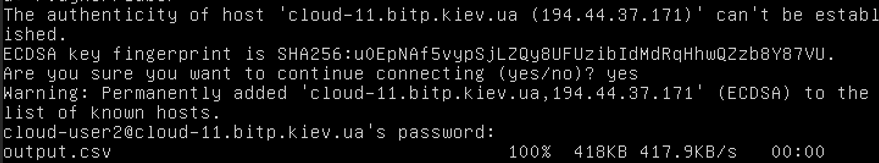 The authenticity of host 'cloud-11.bitp.kiev.ua (194.44.37.171)' can't be establ
ished.
ECDSA key fingerprint is SHA256:uOEpNAf5vypSjLZQy8UFUzibIdMdRqHhwQZzb8Y87VU.
Are you sure you want to continue connecting (yes/no)? yes
Warning: Permanently added 'cloud-11.bitp.kiev.ua,194.44.37.171' (ECDSA) to the
list of known hosts.
cloud-user2@cloud-11.bitp.kiev.ua's password:
output.csv 100% 418KB 417.9KB/s 00:00